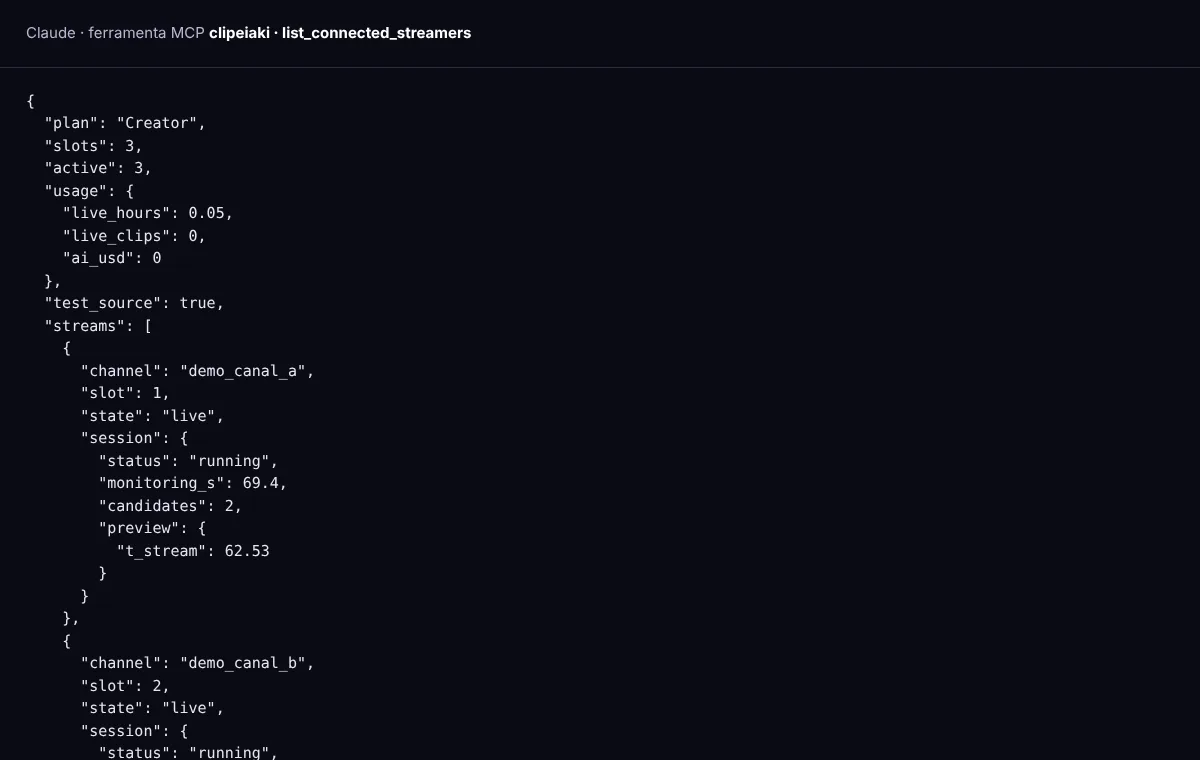 Claude · ferramenta MCP clipeiaki · list_connected_streamers
{
  "plan": "Creator",
  "slots": 3,
  "active": 3,
  "usage": {
    "live_hours": 0.05,
    "live_clips": 0,
    "ai_usd": 0
  },
  "test_source": true,
  "streams": [
    {
      "channel": "demo_canal_a",
      "slot": 1,
      "state": "live",
      "session": {
        "status": "running",
        "monitoring_s": 69.4,
        "candidates": 2,
        "preview": {
          "t_stream": 62.53
        }
      }
    },
    {
      "channel": "demo_canal_b",
      "slot": 2,
      "state": "live",
      "session": {
        "status": "running",